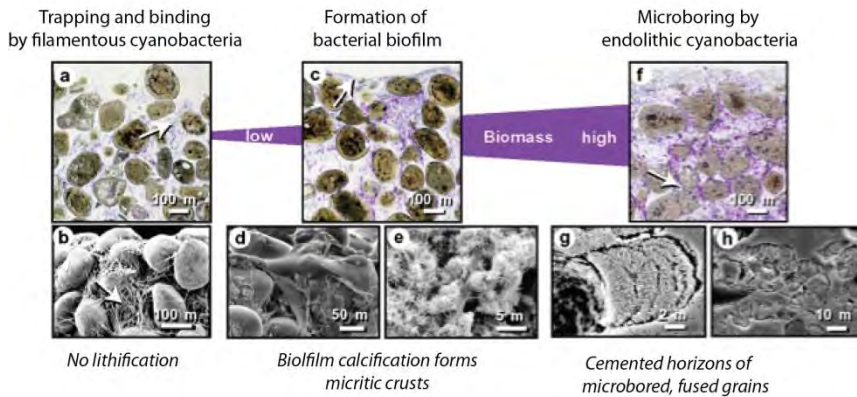 Trapping and binding
by filamentous cyanobacteria
Formation of
bacterial biofilm
Microboring by
endolithic cyanobacteria
a
100 m
low
c
100 m
Biomass high
f
100 m
b
100 m
d
50 m
e
5 m
g
2 m
h
10 m
No lithification
Biolfilm calcification forms
micritic crusts
Cemented horizons of
microbored, fused grains